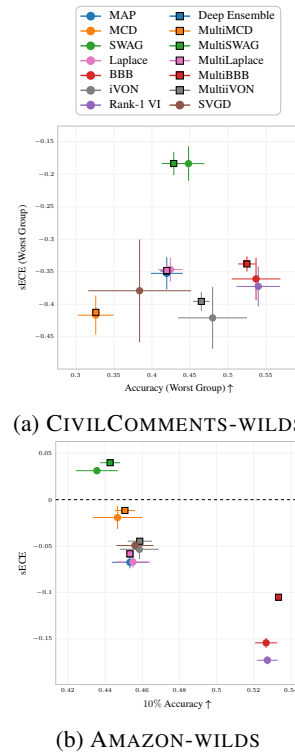 MAP
MCD
SWAG
Laplace
BBB
iVON
Rank-1 VI
Deep Ensemble
MultiMCD
MultiSWAG
MultiLaplace
MultiBBB
MultiiVON
SVGD
−0.15
−0.2
−0.25
−0.3
−0.35
−0.4
−0.45
sECE (Worst Group)
0.3
0.35
0.4
0.45
0.5
0.55
Accuracy (Worst Group) ↑
(a) CIVILCOMMENTS-WILDS
0.05
0
−0.05
−0.1
−0.15
sECE
0.42
0.44
0.46
0.48
0.5
0.52
0.54
10% Accuracy ↑
(b) AMAZON-WILDS